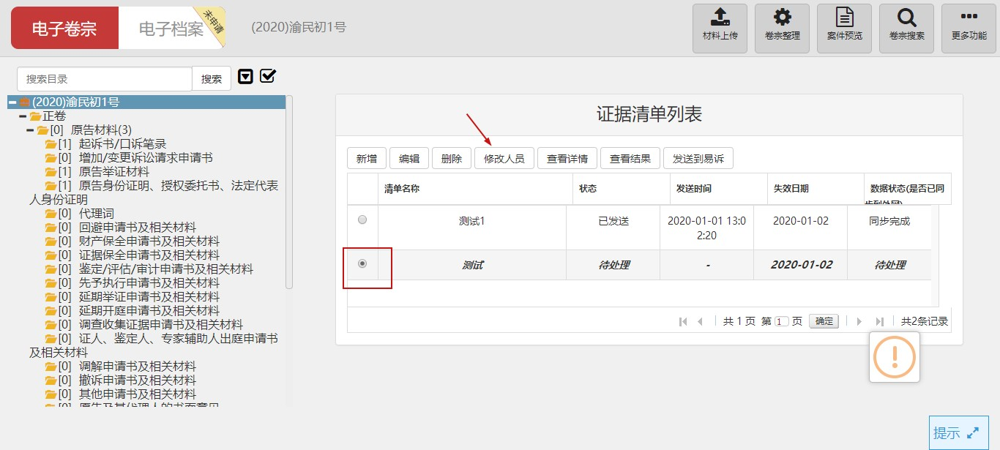 电子卷宗
电子档案
未申请
(2020)渝民初1号
材料上传
卷宗整理
案件预览
卷宗搜索
更多功能
搜索目录
搜索
(2020)渝民初1号
正卷
[0] 原告材料(3)
[1] 起诉书/口诉笔录
[0] 增加/变更诉讼请求申请书
[1] 原告举证材料
[1] 原告身份证明、授权委托书、法定代表
人身份证明
[0] 代理词
[0] 回避申请书及相关材料
[0] 财产保全申请书及相关材料
[0] 证据保全申请书及相关材料
[0] 鉴定/评估/审计申请书及相关材料
[0] 先予执行申请书及相关材料
[0] 延期举证申请书及相关材料
[0] 延期开庭申请书及相关材料
[0] 调查收集证据申请书及相关材料
[0] 证人、鉴定人、专家辅助人出庭申请书
及相关材料
[0] 调解申请书及相关材料
[0] 撤诉申请书及相关材料
[0] 其他申请书及相关材料
[0] 原告及其代理人的书面意见
证据清单列表
新增 编辑 删除 修改人员 查看详情 查看结果 发送到易诉
清单名称 状态 发送时间 失效日期 数据状态(是否已同
步到外网)
测试1 已发送 2020-01-01 13:0 2020-01-02 同步完成
2:20
测试 待处理 - 2020-01-02 待处理
共 1 页 第 1 页 确定 共2条记录
提示